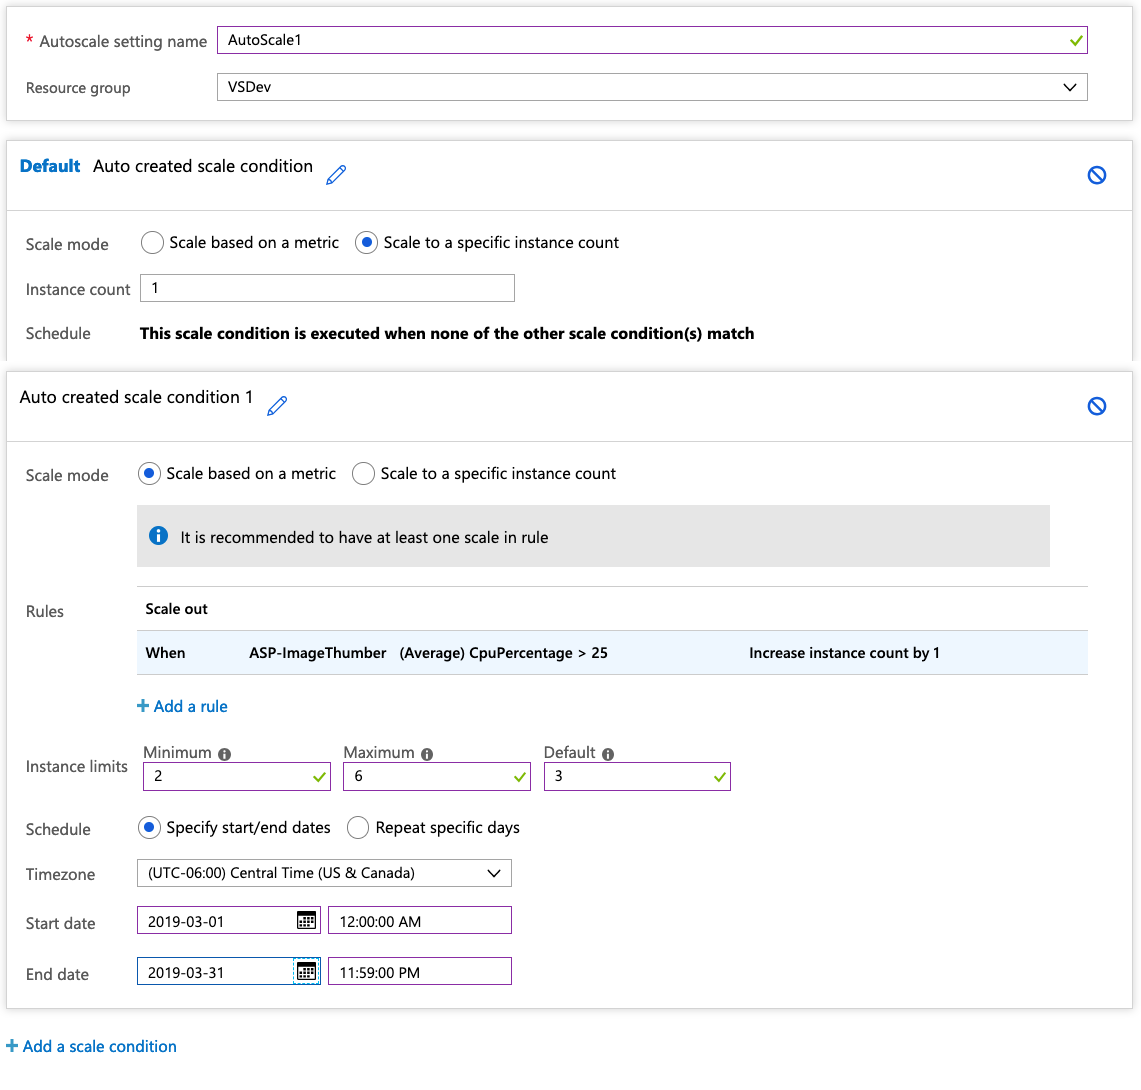 * Autoscale setting name AutoScale1
Resource group VSDev
Default Auto created scale condition
Scale mode Scale based on a metric Scale to a specific instance count
Instance count 1
Schedule This scale condition is executed when none of the other scale condition(s) match
Auto created scale condition 1
Scale mode Scale based on a metric Scale to a specific instance count
It is recommended to have at least one scale in rule
Rules Scale out
When ASP-ImageThumber (Average) CpuPercentage > 25 Increase instance count by 1
+ Add a rule
Minimum Maximum Default
Instance limits 2 6 3
Schedule Specify start/end dates Repeat specific days
Timezone (UTC-06:00) Central Time (US & Canada)
Start date 2019-03-01 12:00:00 AM
End date 2019-03-31 11:59:00 PM
+ Add a scale condition